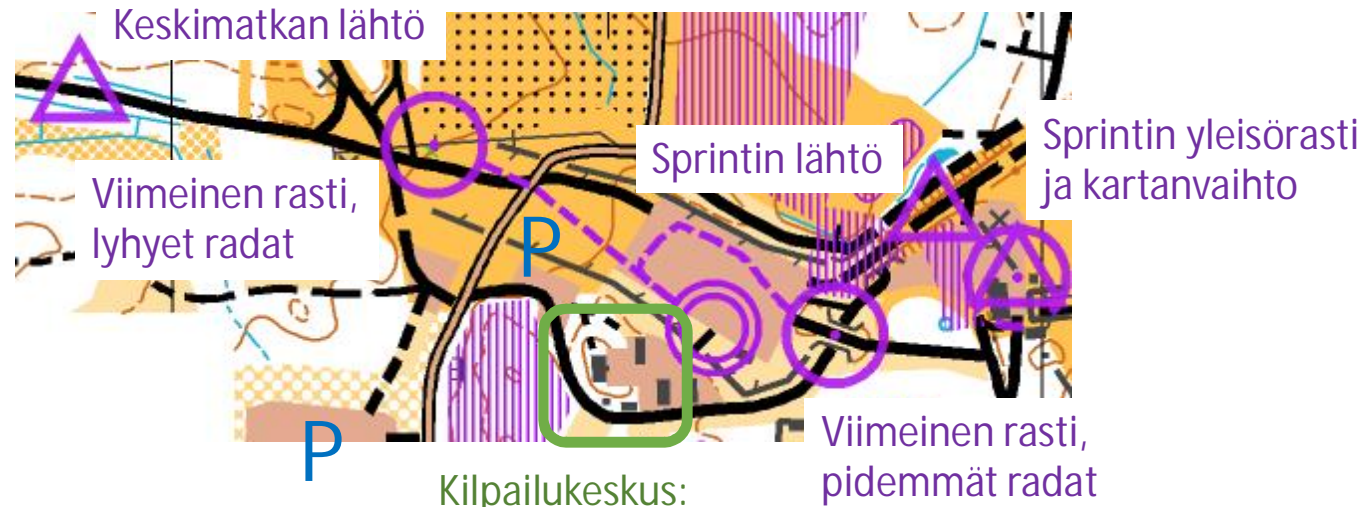 Keskimatkan lähtö
Sprintin lähtö
Sprintin yleisörasti
ja kartanvaihto
Viimeinen rasti,
lyhyet radat
P
P
Viimeinen rasti,
pidemmät radat
Kilpailukeskus: